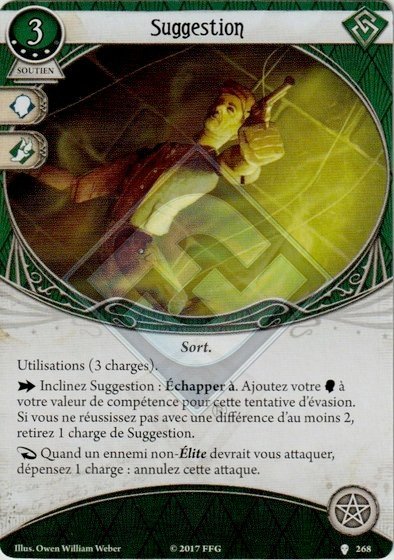 Suggestion
3
SOUTIEN
Sort.
Utilisations (3 charges).
Inclinez Suggestion : Échapper à. Ajoutez votre à
votre valeur de compétence pour cette tentative d'évasion.
Si vous ne réussissez pas avec une différence d'au moins 2,
retirez 1 charge de Suggestion.
Quand un ennemi non-Élite devrait vous attaquer,
dépensez 1 charge : annulez cette attaque.
Illus. Owen William Weber
© 2017 FFG
268